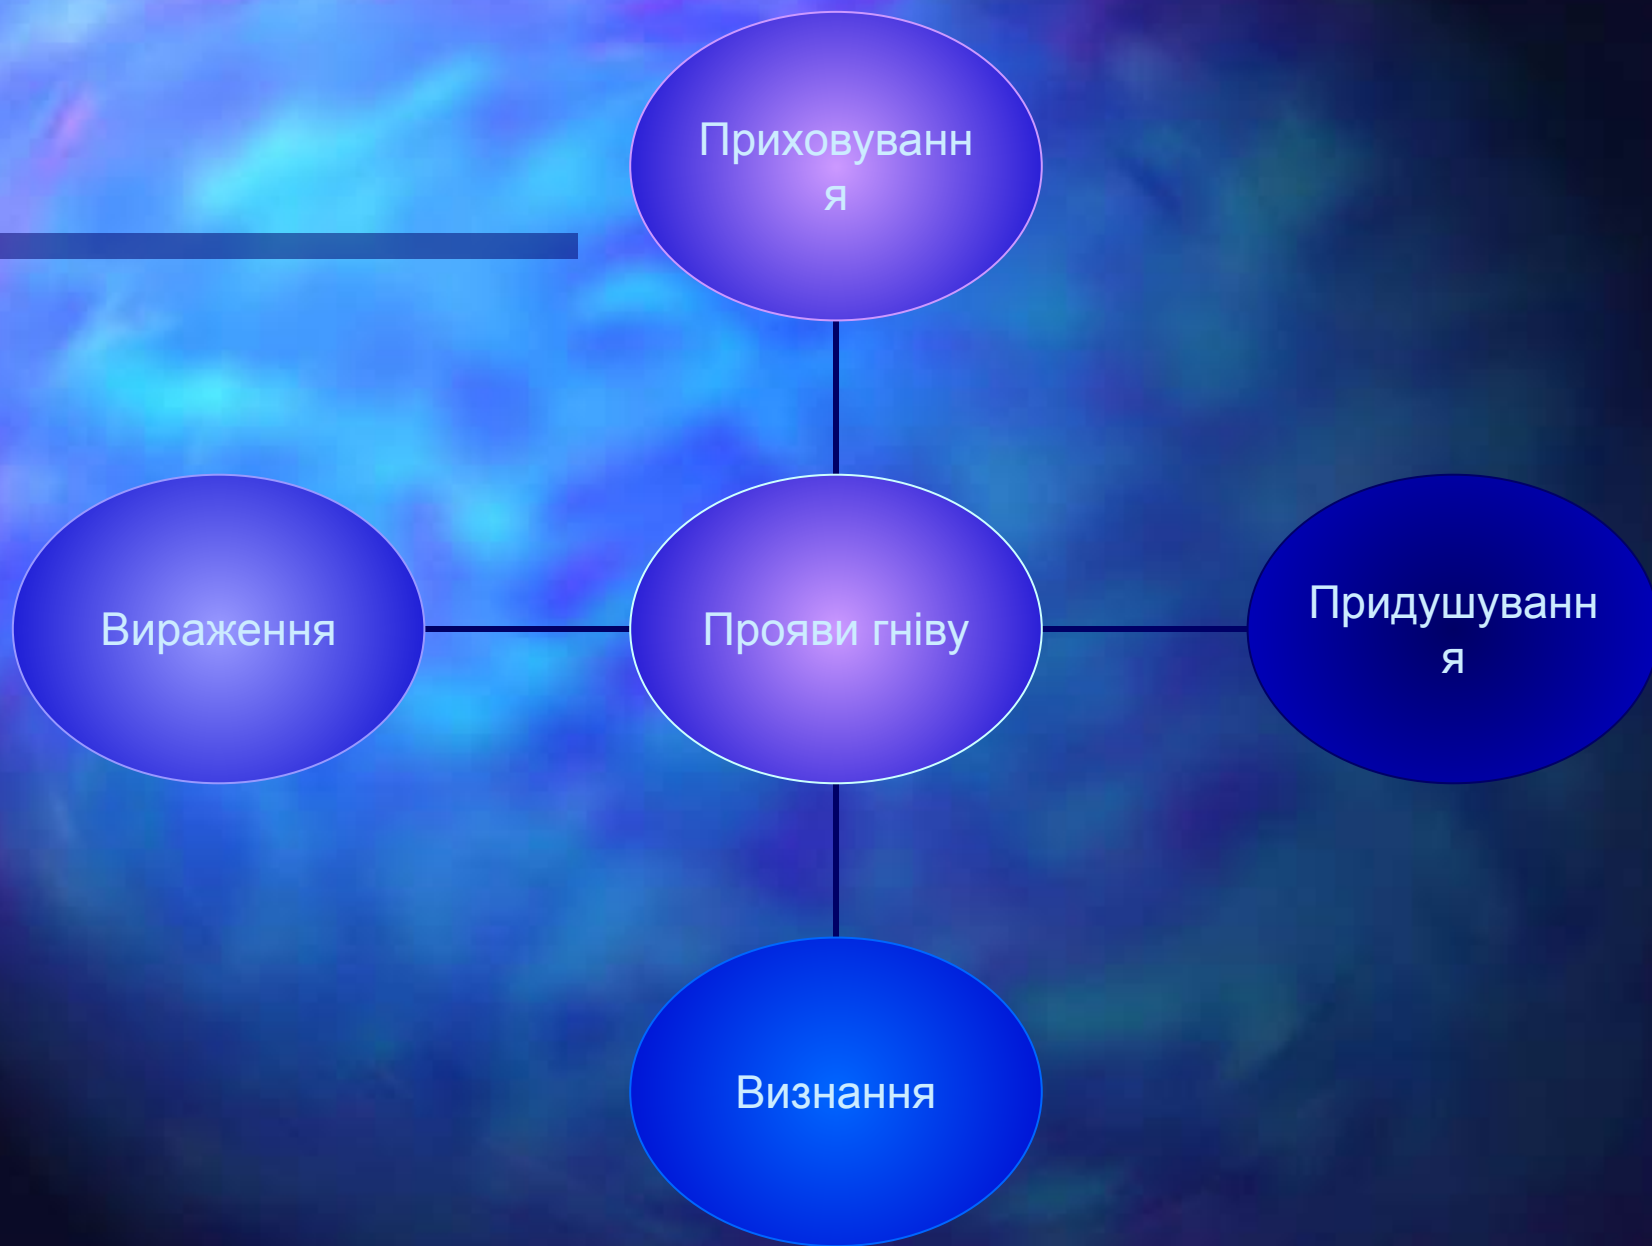 Приховуванн
я
Вираження
Прояви гніву
Придушуванн
я
Визнання